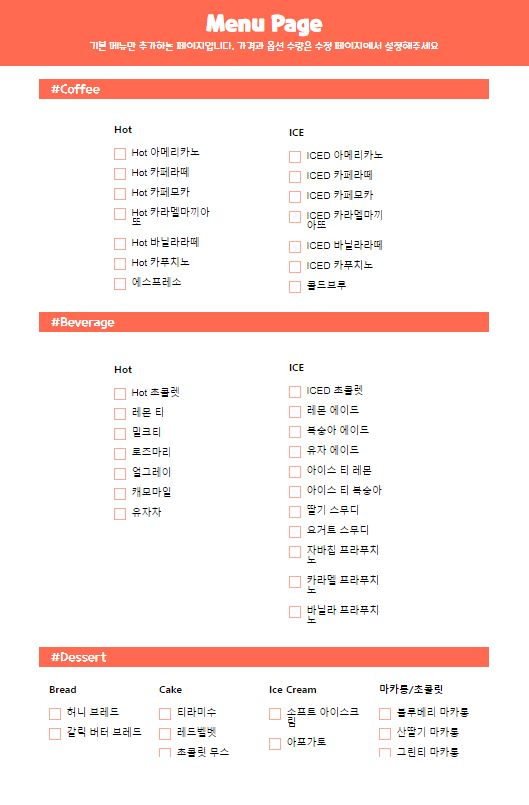 Menu Page
기본 메뉴만 추가하는 페이지입니다. 가격과 옵션 수량은 수정 페이지에서 설정해주세요
#Coffee
Hot
Hot 아메리카노
Hot 카페라떼
Hot 카페모카
Hot 카라멜마끼아
또
Hot 바닐라라떼
Hot 카푸치노
에스프레소
ICE
ICED 아메리카노
ICED 카페라떼
ICED 카페모카
ICED 카라멜마끼
아또
ICED 바닐라라떼
ICED 카푸치노
콜드브루
#Beverage
Hot
Hot 초콜렛
레몬 티
밀크티
로즈마리
얼그레이
캐모마일
유자차
ICE
ICED 초콜렛
레몬 에이드
복숭아 에이드
유자 에이드
아이스 티 레몬
아이스 티 복숭아
딸기 스무디
요거트 스무디
자바칩 프라푸치
노
카라멜 프라푸치
노
바닐라 프라푸치
노
#Dessert
Bread
허니 브레드
갈릭 버터 브레드
Cake
티라미수
레드벨벳
초콜릿 무스
Ice Cream
소프트 아이스크
림
아포가트
마카롱/초콜릿
블루베리 마카롱
산딸기 마카롱
그린티 마카롱